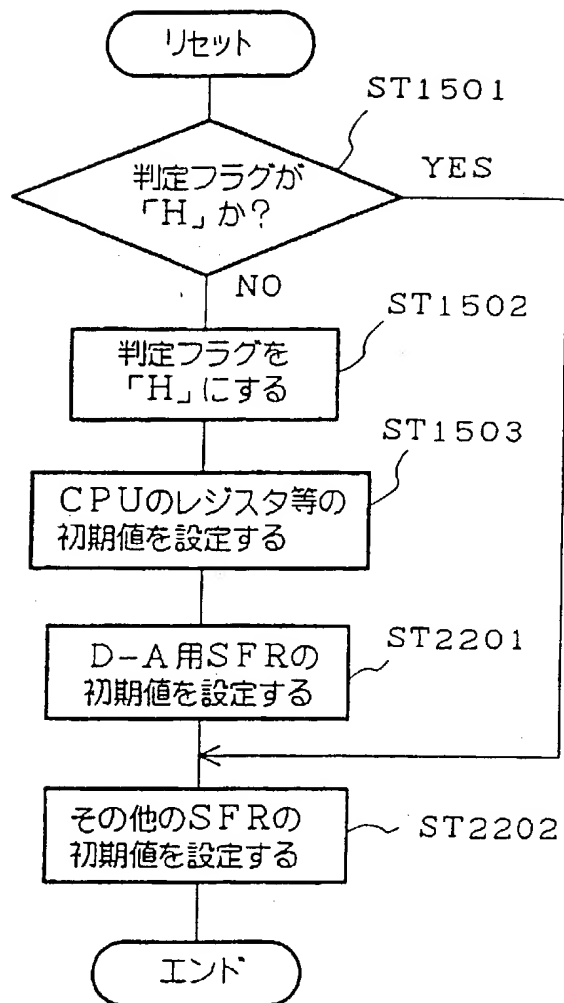 リセット
ST1501
判定フラグが
「H」か？
YES
NO
ST1502
判定フラグを
「H」にする
ST1503
CPUのレジスタ等の
初期値を設定する
ST2201
D-A用SFRの
初期値を設定する
その他のSFRの
初期値を設定する
ST2202
エンド